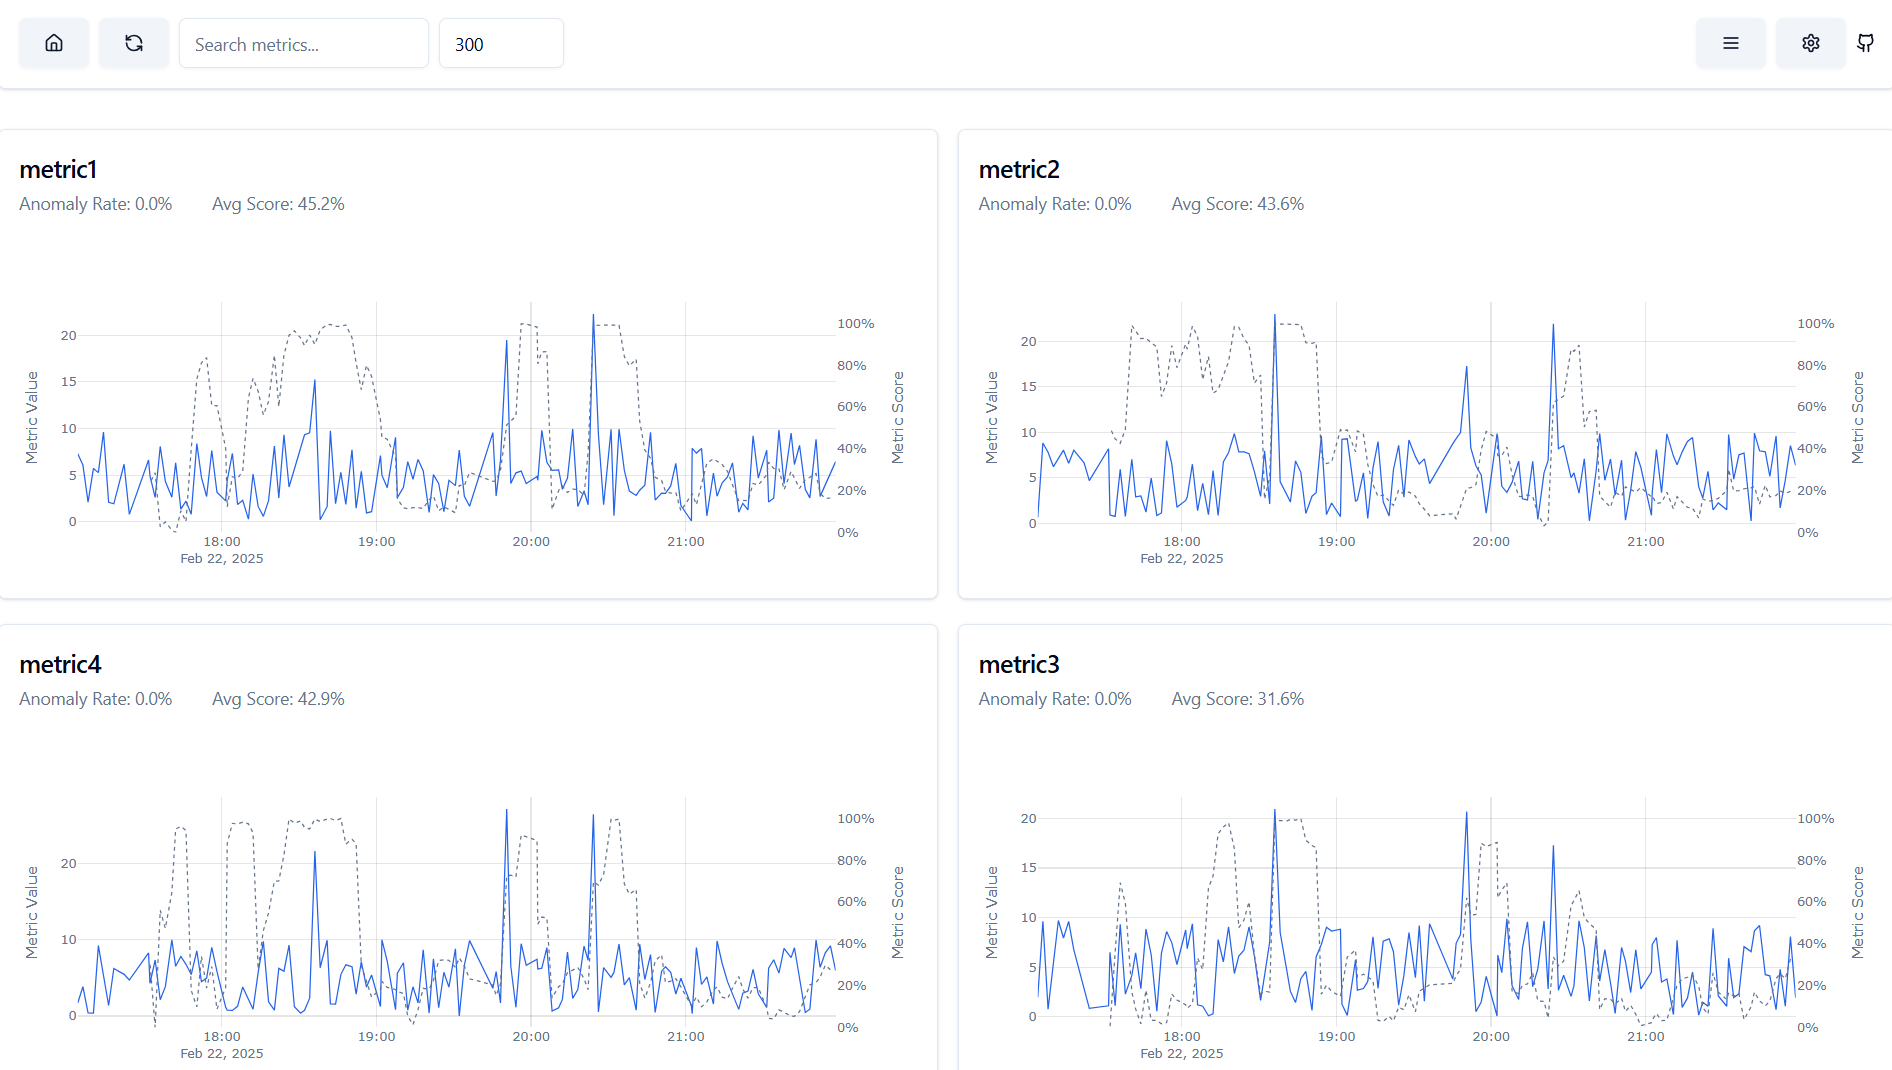 Search metrics...
300
metric1
Anomaly Rate: 0.0% Avg Score: 45.2%
Metric Value
20
15
10
5
0
100%
80%
60%
40%
20%
0%
Metric Score
18:00 19:00 20:00 21:00
Feb 22, 2025
metric2
Anomaly Rate: 0.0% Avg Score: 43.6%
Metric Value
20
15
10
5
0
100%
80%
60%
40%
20%
0%
Metric Score
18:00 19:00 20:00 21:00
Feb 22, 2025
metric4
Anomaly Rate: 0.0% Avg Score: 42.9%
Metric Value
20
10
0
100%
80%
60%
40%
20%
0%
Metric Score
18:00 19:00 20:00 21:00
Feb 22, 2025
metric3
Anomaly Rate: 0.0% Avg Score: 31.6%
Metric Value
20
15
10
5
0
100%
80%
60%
40%
20%
0%
Metric Score
18:00 19:00 20:00 21:00
Feb 22, 2025